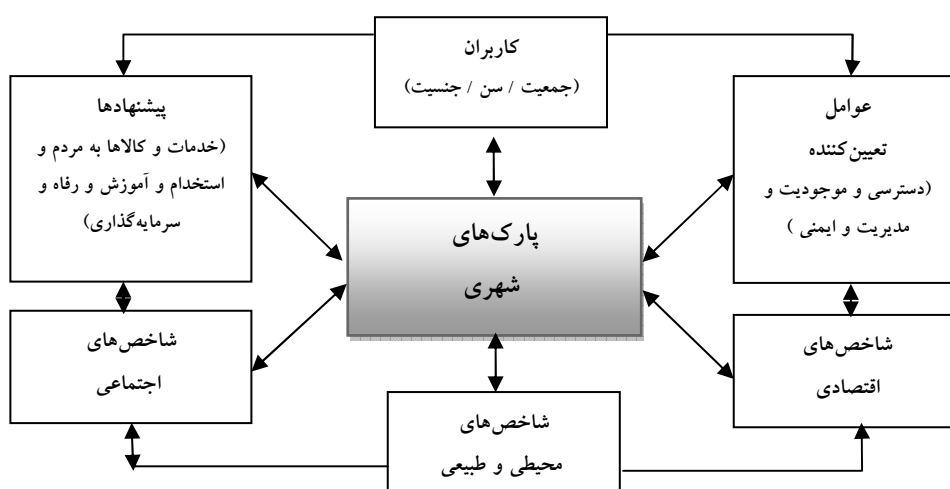 کاربران
(جمعیت / سن / جنسیت)
عوامل
تعیین‌کننده
(دسترسی و موجودیت و
مدیریت و ایمنی )
پیشنهادها
(خدمات و کالاها به مردم و
استخدام و آموزش و رفاه و
سرمایه‌گذاری)
پارک‌های
شهری
شاخص‌های
اقتصادی
شاخص‌های
اجتماعی
شاخص‌های
محیطی و طبیعی